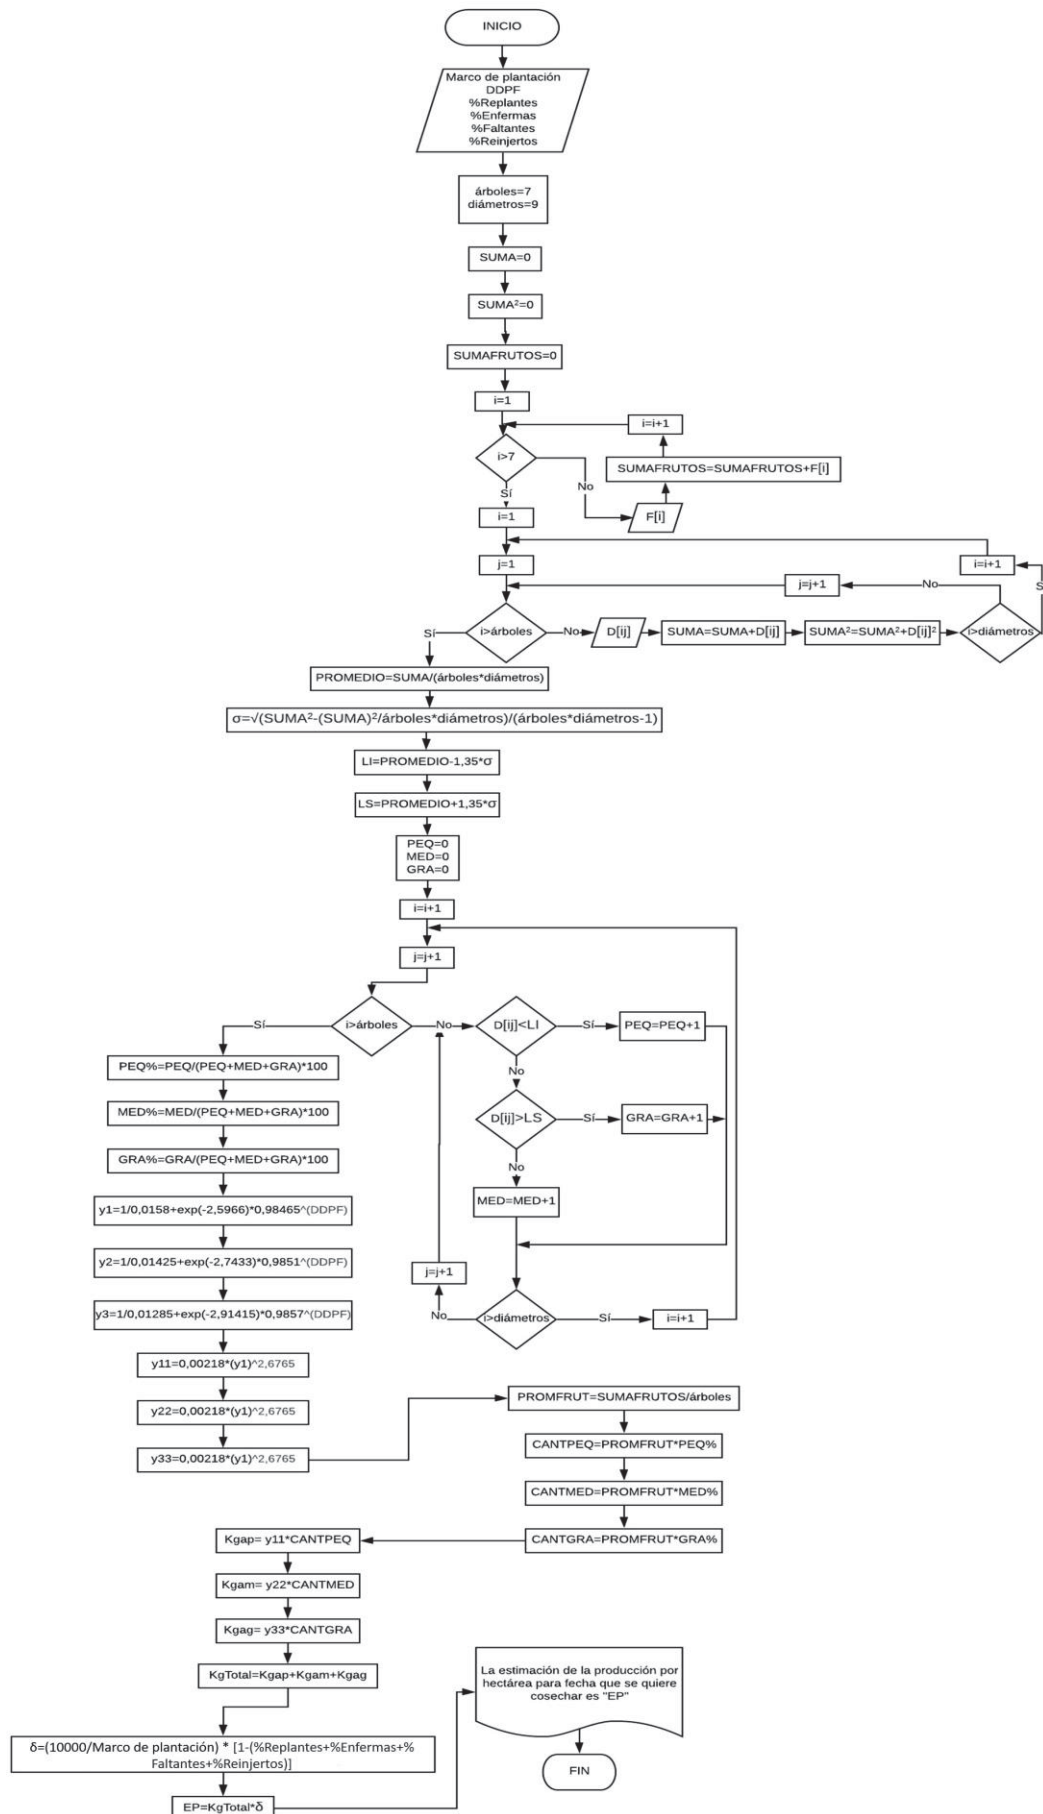 INICIO
Marco de plantación
DDPF
%Replantes
%Enfermas
%Faltantes
%Reinjertos
árboles=7
diámetros=9
SUMA=0
SUMA²=0
SUMAFRUTOS=0
i=1
i=i+1
i>7
SUMAFRUTOS=SUMAFRUTOS+F[i]
No
Sí
F[i]
i=1
j=1
i=i+1
j=j+1
No
S
i>árboles
Sí
No
D[ij]
SUMA=SUMA+D[ij]
SUMA²=SUMA²+D[ij]²
i>diámetros
PROMEDIO=SUMA/(árboles*diámetros)
σ=√(SUMA²-(SUMA)²/árboles*diámetros)/(árboles*diámetros-1)
LI=PROMEDIO-1,35*σ
LS=PROMEDIO+1,35*σ
PEQ=0
MED=0
GRA=0
i=i+1
j=j+1
Sí
i>árboles
No
D[ij]<LI
Sí
PEQ=PEQ+1
No
PEQ%=PEQ/(PEQ+MED+GRA)*100
MED%=MED/(PEQ+MED+GRA)*100
D[ij]>LS
Sí
GRA=GRA+1
No
GRA%=GRA/(PEQ+MED+GRA)*100
MED=MED+1
y1=1/0,0158+exp(-2,5966)*0,98465^(DDPF)
y2=1/0,01425+exp(-2,7433)*0,9851^(DDPF)
j=j+1
y3=1/0,01285+exp(-2,91415)*0,9857^(DDPF)
No
i>diámetros
Sí
i=i+1
y11=0,00218*(y1)^2,6765
y22=0,00218*(y1)^2,6765
y33=0,00218*(y1)^2,6765
PROMFRUT=SUMAFRUTOS/árboles
CANTPEQ=PROMFRUT*PEQ%
CANTMED=PROMFRUT*MED%
CANTGRA=PROMFRUT*GRA%
Kgap= y11*CANTPEQ
Kgam= y22*CANTMED
Kgag= y33*CANTGRA
KgTotal=Kgap+Kgam+Kgag
δ=(10000/Marco de plantación) * [1-(%Replantes+%Enfermas+%
Faltantes+%Reinjertos)]
EP=KgTotal*δ
La estimación de la producción por
hectárea para fecha que se quiere
cosechar es "EP"
FIN